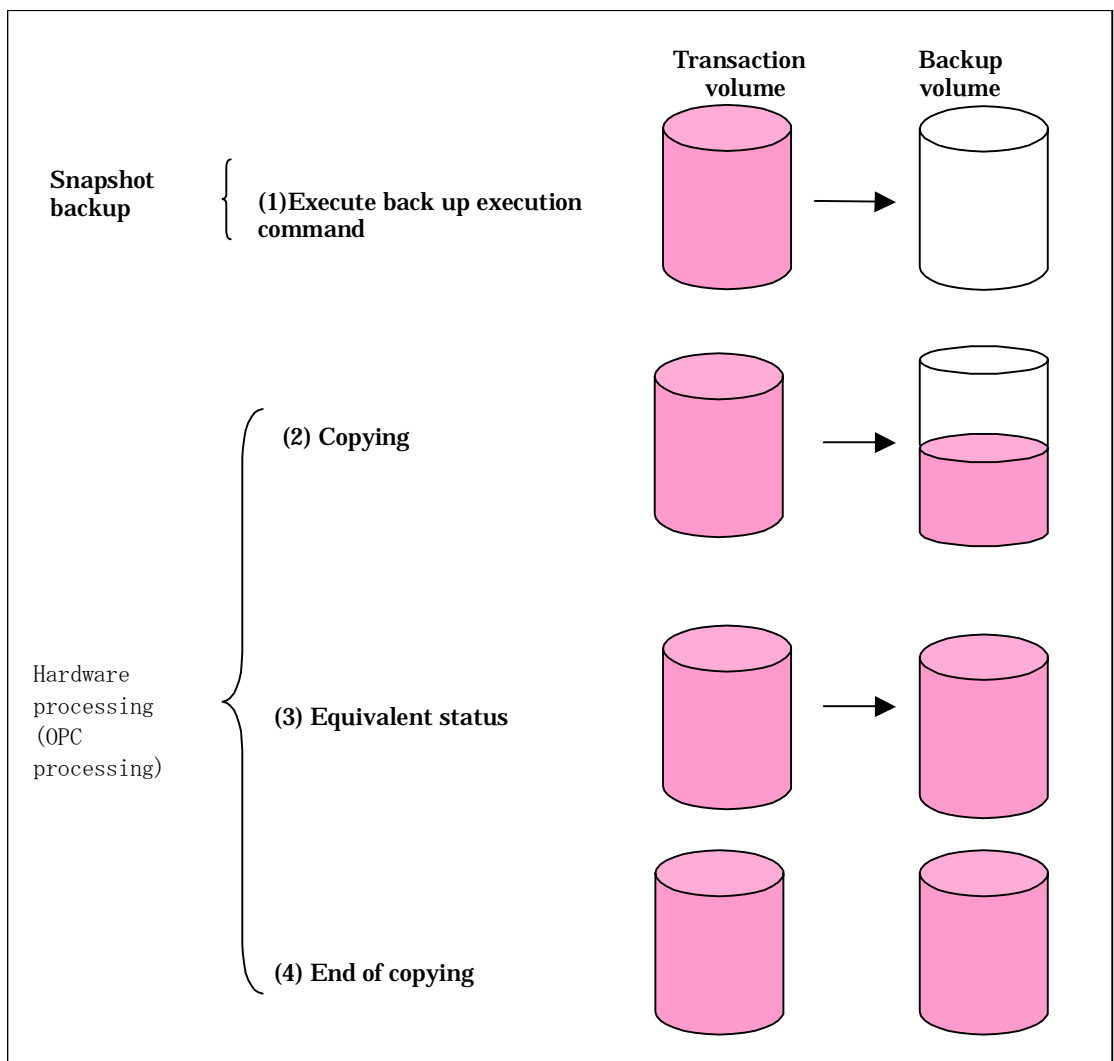 Transaction
volume
Backup
volume
Snapshot
backup
(1)Execute back up execution
command
(2) Copying
Hardware
processing
(OPC
processing)
(3) Equivalent status
(4) End of copying